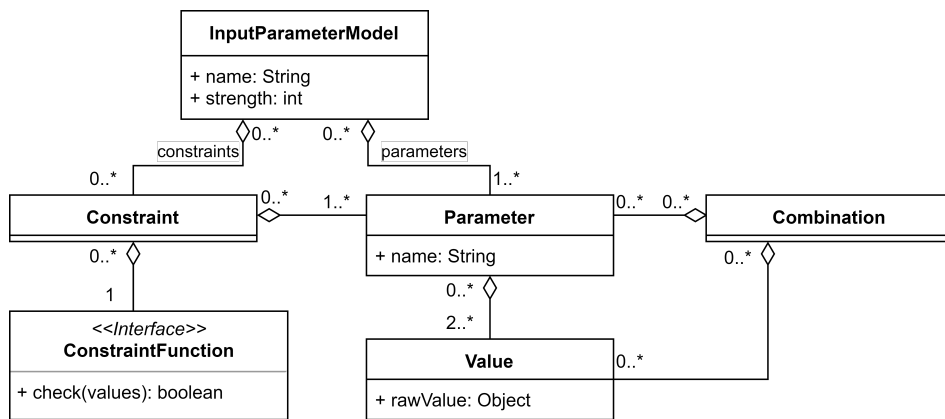 InputParameterModel
+ name: String
+ strength: int
0..*
0..*
constraints
parameters
0..*
1..*
Constraint
0..*
1..*
Parameter
+ name: String
0..*
0..*
Combination
0..*
1
0..*
2..*
0..*
0..*
<<Interface>>
ConstraintFunction
+ check(values): boolean
Value
+ rawValue: Object